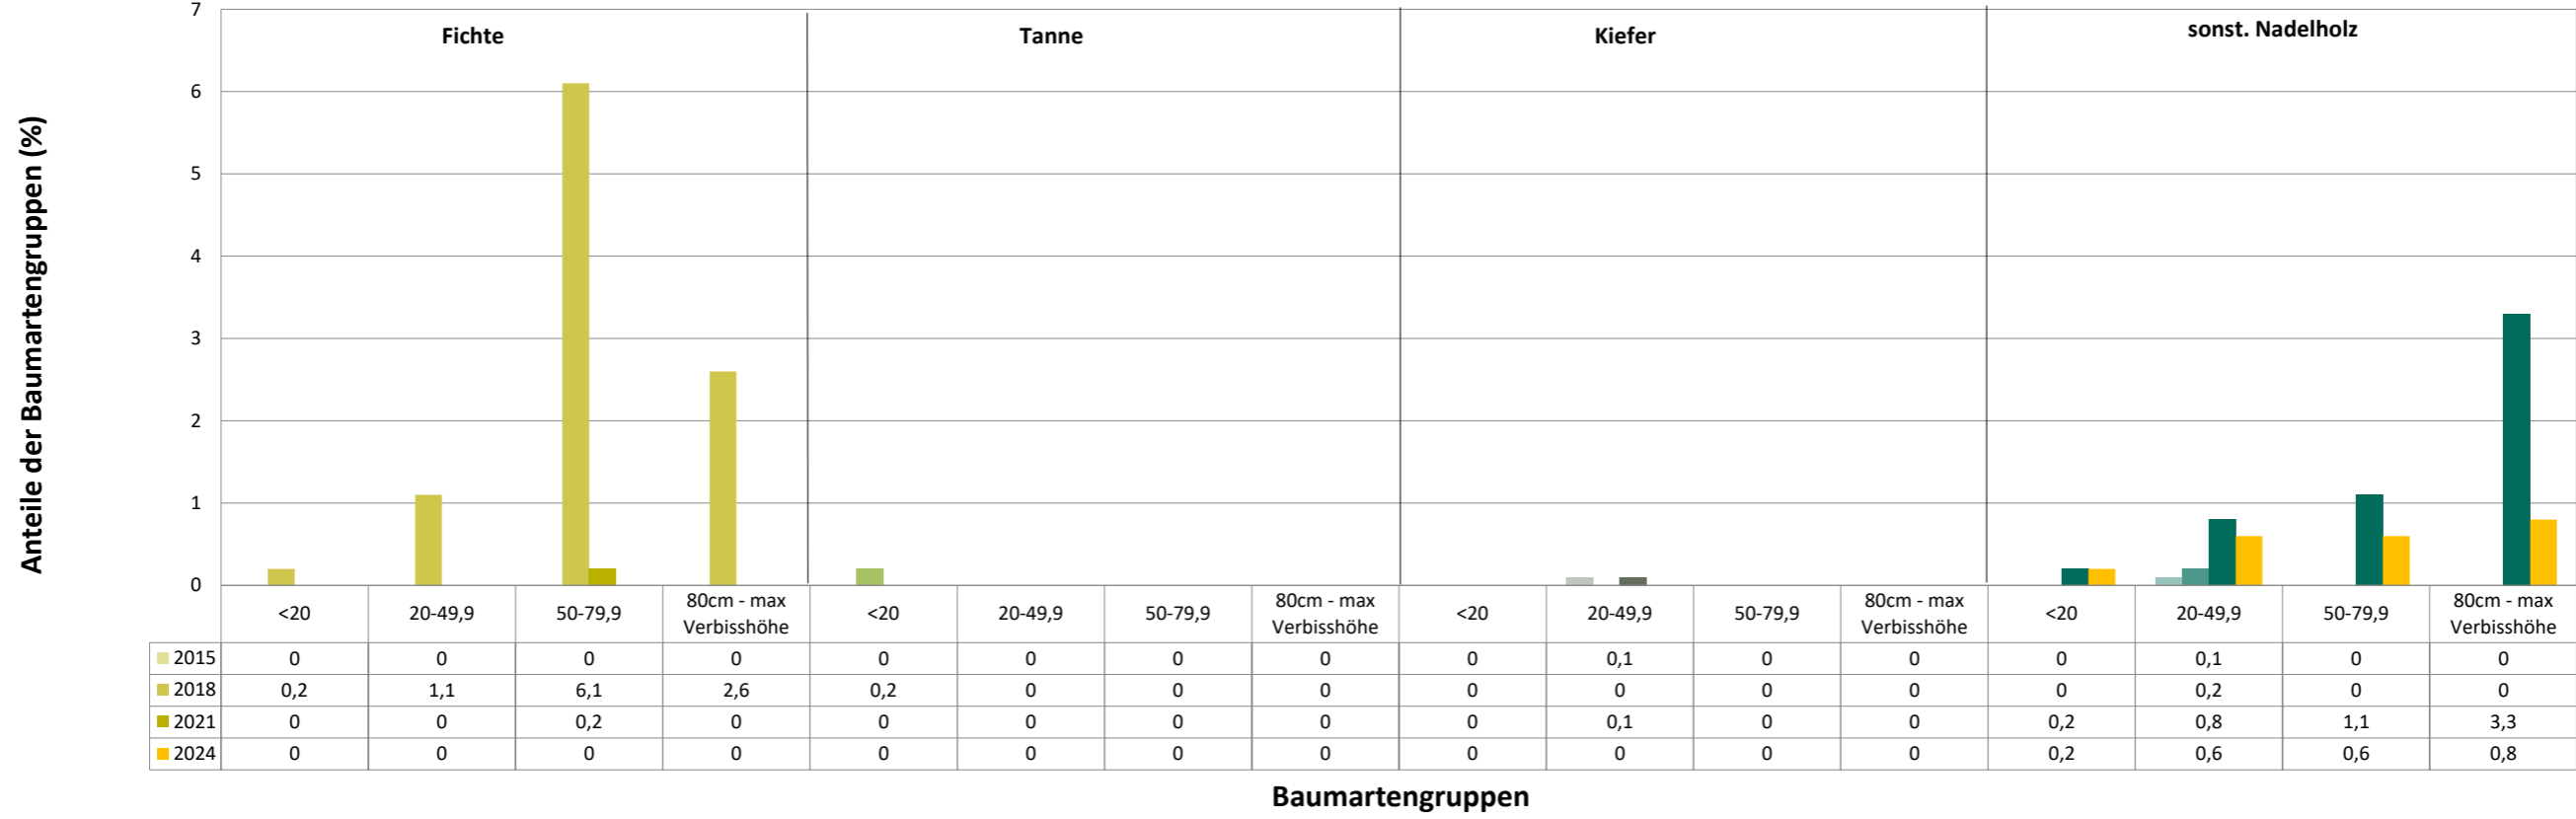 7
Fichte Tanne Kiefer sonst. Nadelholz
6
5
4
3
2
1
0
Anteile der Baumartengruppen (%)
<20 20-49,9 50-79,9 80cm - max Verbisshöhe <20 20-49,9 50-79,9 80cm - max Verbisshöhe <20 20-49,9 50-79,9 80cm - max Verbisshöhe <20 20-49,9 50-79,9 80cm - max Verbisshöhe
2015 0 0 0 0 0 0 0 0 0 0,1 0 0 0 0,1 0 0
2018 0,2 1,1 6,1 2,6 0,2 0 0 0 0 0 0 0 0 0,2 0 0
2021 0 0 0,2 0 0 0 0 0 0 0,1 0 0 0,2 0,8 1,1 3,3
2024 0 0 0 0 0 0 0 0 0 0 0 0 0,2 0,6 0,6 0,8
Baumartengruppen